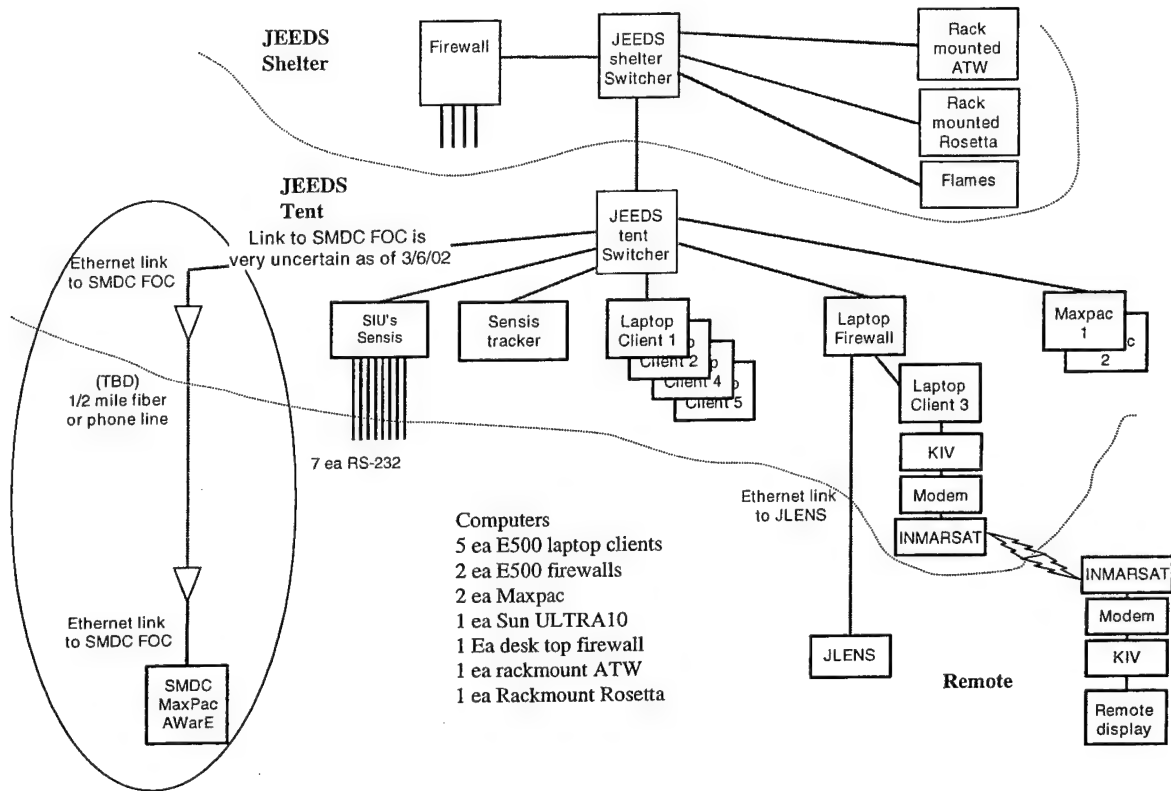 JEEDS
Shelter
Firewall
JEEDS
shelter
Switcher
Rack
mounted
ATW
Rack
mounted
Rosetta
Flames
JEEDS
Tent
Link to SMDC FOC is
very uncertain as of 3/6/02
JEEDS
tent
Switcher
Ethernet link
to SMDC FOC
SIU's
Sensis
Sensis
tracker
Laptop
Client 1
Client 2
Client 4
Client 5
Laptop
Firewall
Maxpac
1
2
(TBD)
1/2 mile fiber
or phone line
Laptop
Client 3
KIV
Modem
INMARSAT
7 ea RS-232
Ethernet link
to JLENS
Computers
5 ea E500 laptop clients
2 ea E500 firewalls
2 ea Maxpac
1 ea Sun ULTRA10
1 Ea desk top firewall
1 ea rackmount ATW
1 ea Rackmount Rosetta
INMARSAT
Modem
KIV
Remote
display
Ethernet link
to SMDC FOC
SMDC
MaxPac
AWarE
JLENS
Remote